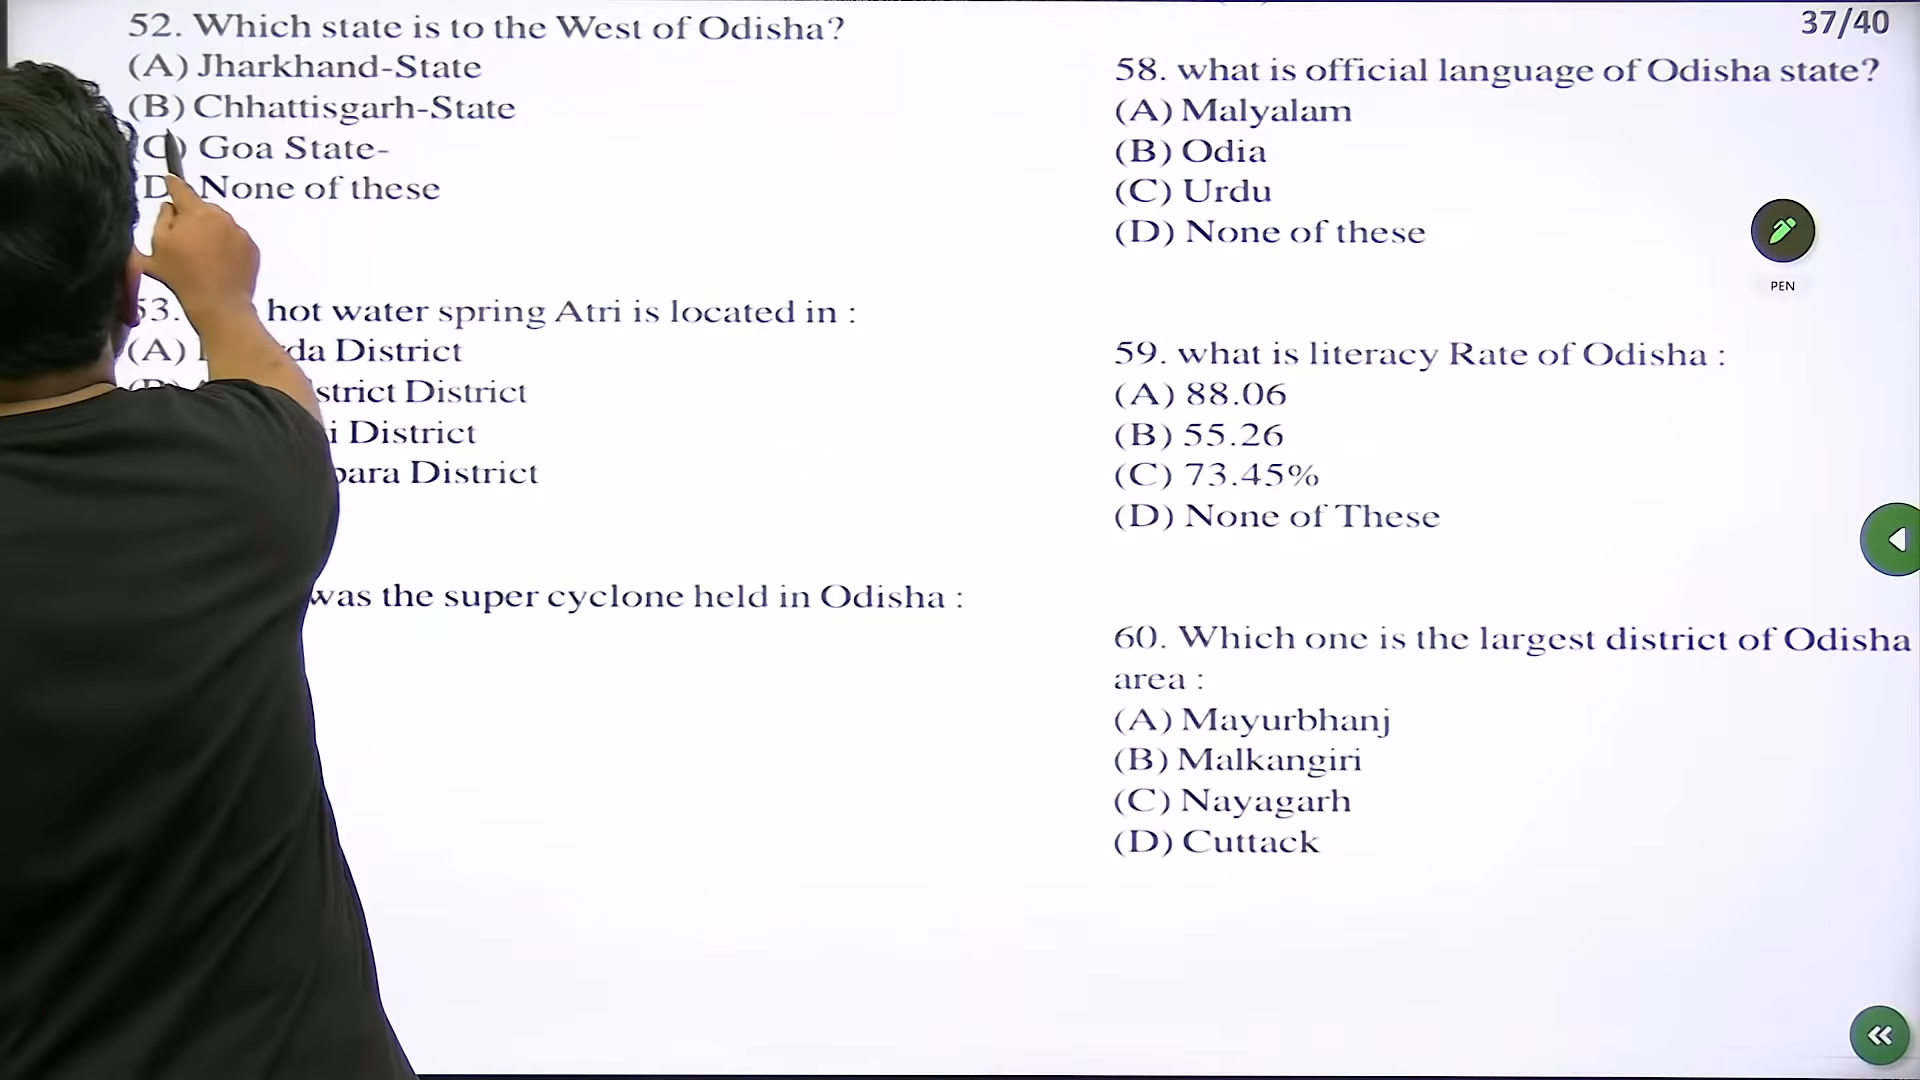 52. Which state is to the West of Odisha?
(A) Jharkhand-State
(B) Chhattisgarh-State
(C) Goa State-
(D) None of these
53. hot water spring Atri is located in :
(A) District
District
District
District
was the super cyclone held in Odisha :
37/40
58. what is official language of Odisha state?
(A) Malyalam
(B) Odia
(C) Urdu
(D) None of these
PEN
59. what is literacy Rate of Odisha :
(A) 88.06
(B) 55.26
(C) 73.45%
(D) None of These
60. Which one is the largest district of Odisha
area :
(A) Mayurbhanj
(B) Malkangiri
(C) Nayagarh
(D) Cuttack